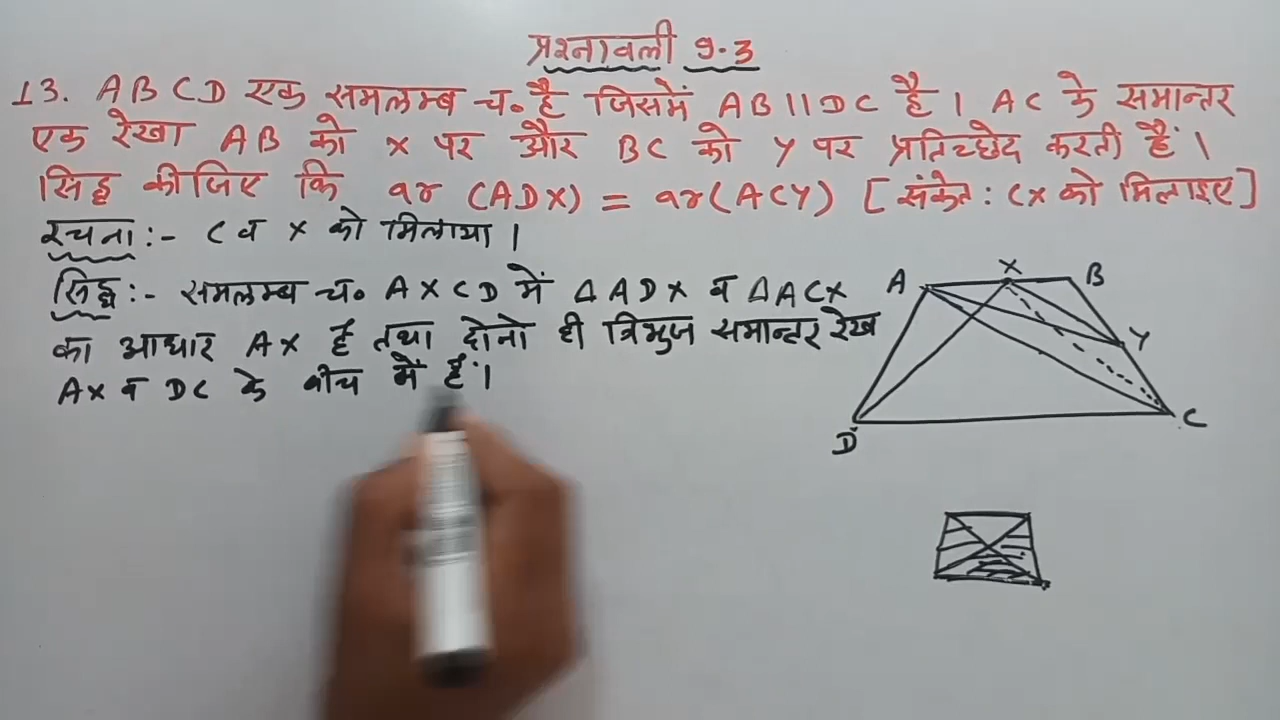 प्रश्नावली 9.3
13. ABCD एक समलम्ब च॰ है जिसमें AB || DC है। AC के समान्तर
एक रेखा AB को X पर और BC को Y पर प्रतिच्छेद करती है।
सिद्ध कीजिए कि ar (ADX) = ar(ACY) [संकेत: CX को मिलाइए]
रचना:- C व X को मिलाया।
सिद्ध:- समलम्ब च॰ AXCD में ΔADX व ΔACX
का आधार AX है तथा दोनो ही त्रिभुज समान्तर रेख
AX व DC के बीच में हैं।
A X B
Y
D C